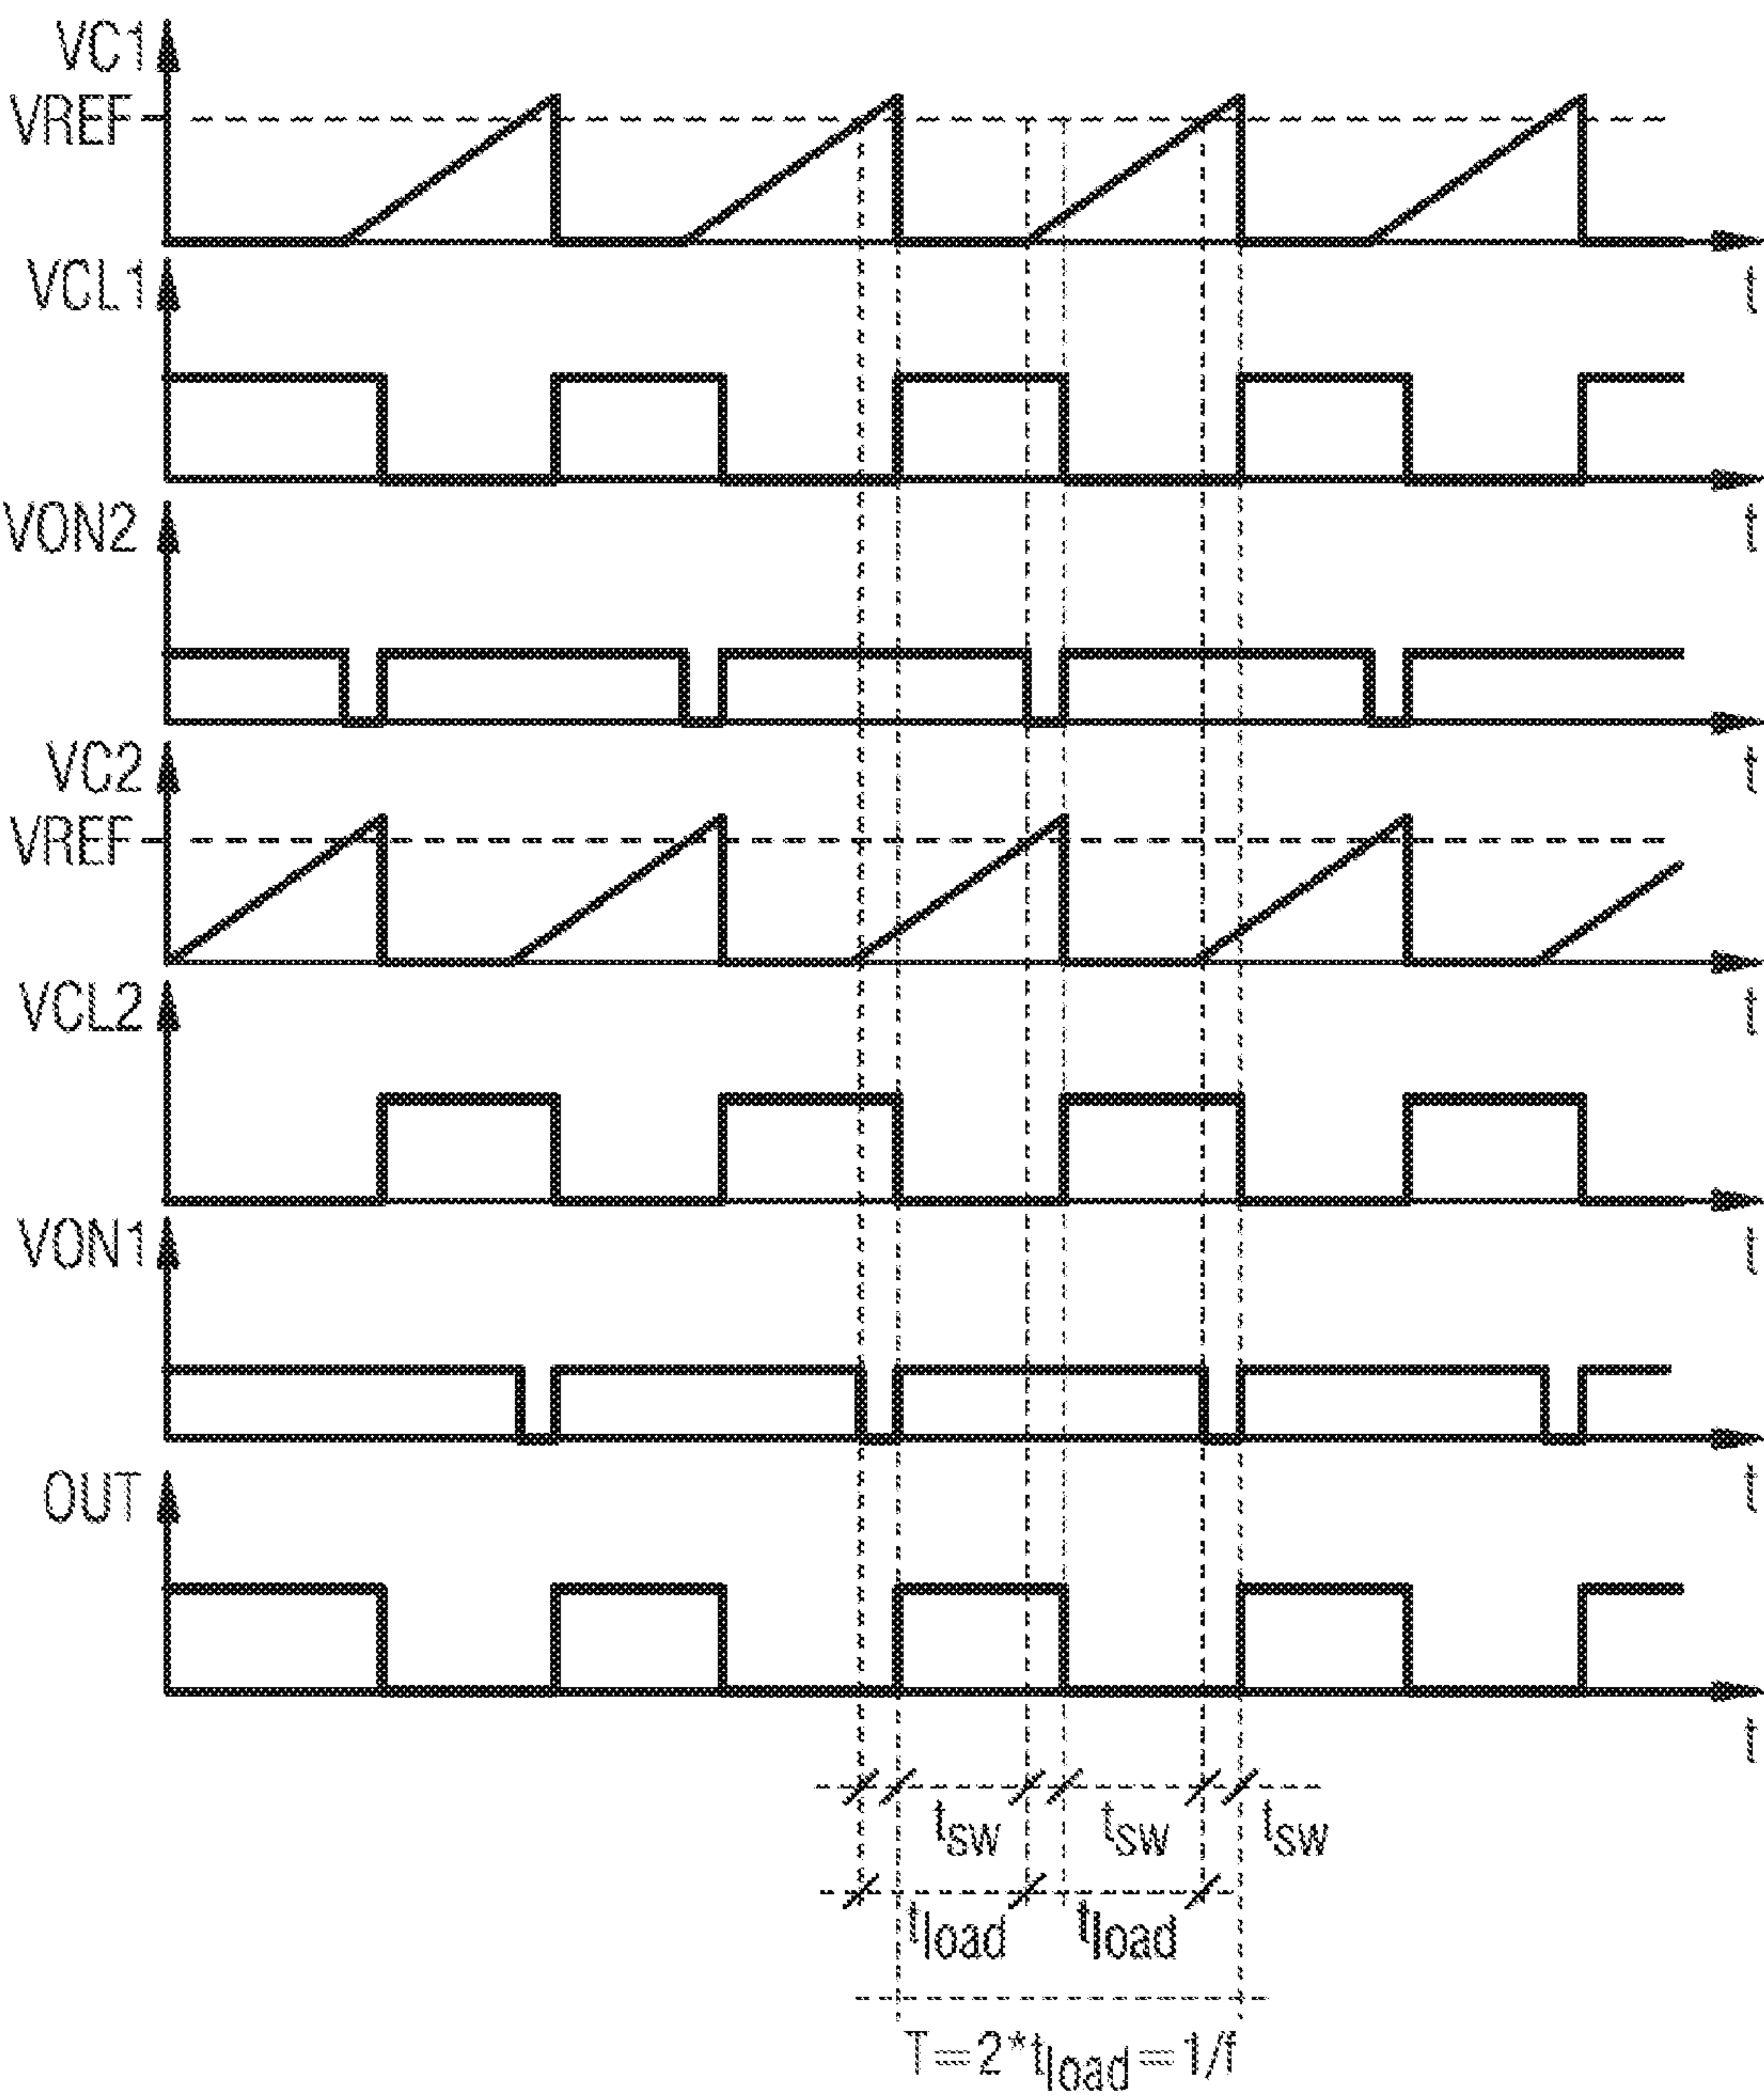 VC1
VREF
t
VCL1
t
VON2
t
VC2
VREF
t
VCL2
t
VON1
t
OUT
t
tsw tsw tsw
tload tload
T=2*tload=1/f